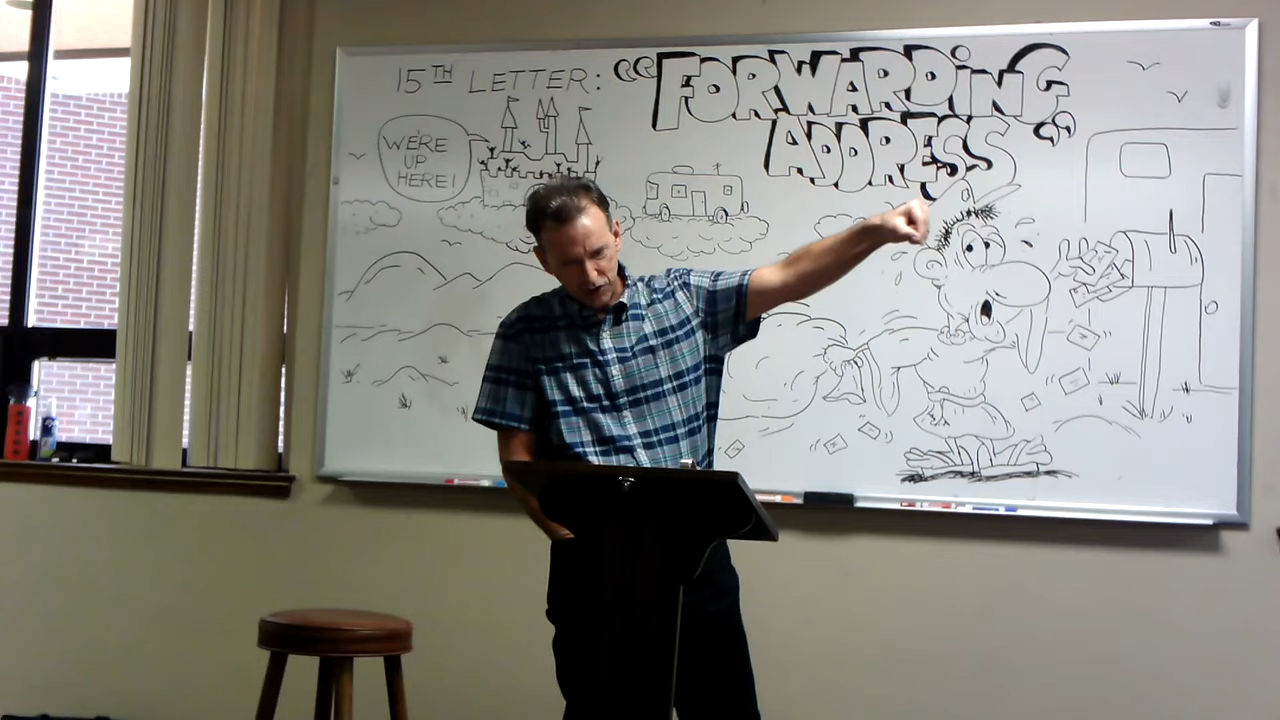 15TH LETTER: "FORWARDING
ADDRESS"
WE'RE
UP
HERE!